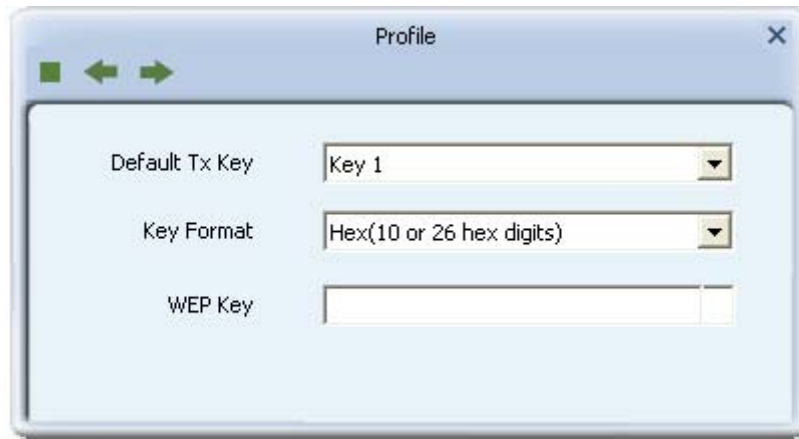 Profile
Default Tx Key Key 1
Key Format Hex(10 or 26 hex digits)
WEP Key